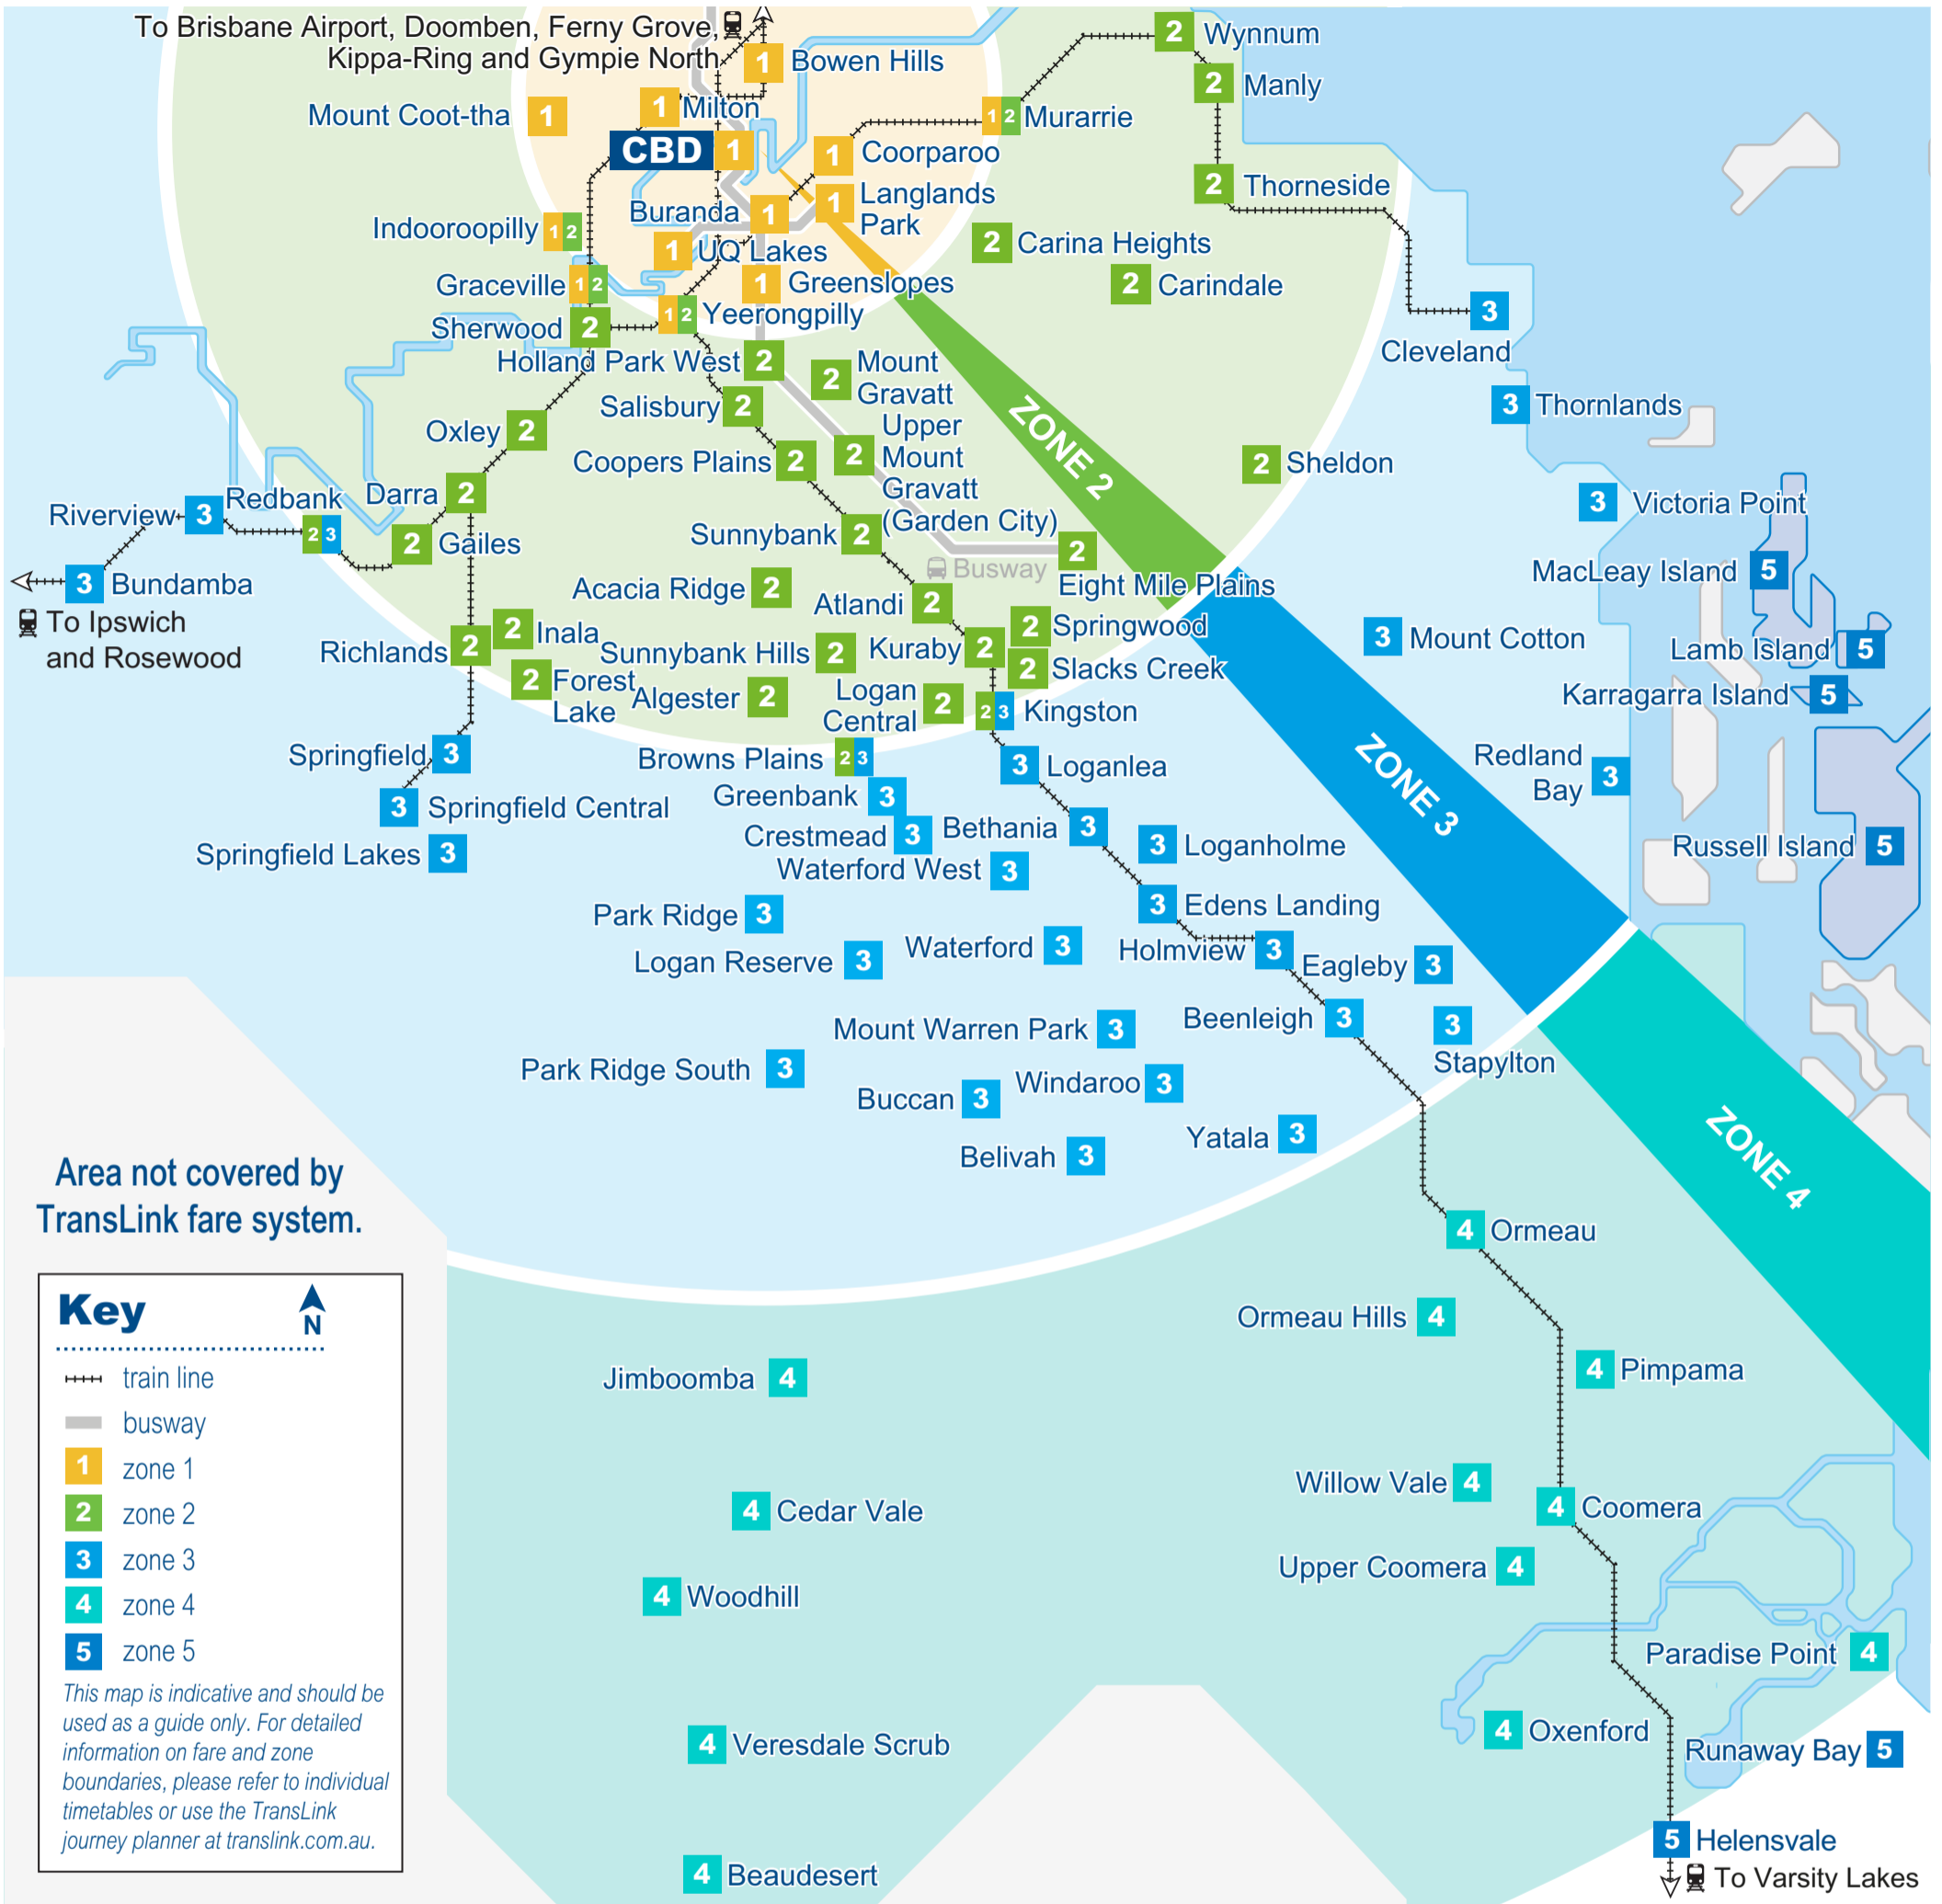 To Brisbane Airport, Doomben, Ferny Grove,
Kippa-Ring and Gympie North
1 Bowen Hills
2 Wynnum
2 Manly
Mount Coot-tha 1
1 Milton
1 2 Murarrie
CBD 1
1 Coorparoo
2 Thorneside
1 Langlands
Park
Buranda 1
Indooroopilly 1 2
1 UQ Lakes
2 Carina Heights
Graceville 1 2
1 Greenslopes
2 Carindale
1 2 Yeerongpilly
3
Cleveland
Sherwood 2
Holland Park West 2
2 Mount
Gravatt
Salisbury 2
3 Thornlands
ZONE 2
Oxley 2
Coopers Plains 2
2 Upper
Mount
Gravatt
(Garden City)
2 Sheldon
Darra 2
Redbank
2 3
Riverview 3
3 Victoria Point
Sunnybank 2
2 Gailes
2
Eight Mile Plains
Busway
MacLeay Island 5
3 Bundamba
To Ipswich
and Rosewood
Acacia Ridge 2
Atlandi 2
2 Springwood
2 Inala
3 Mount Cotton
Lamb Island 5
Richlands 2
Sunnybank Hills 2
Kuraby 2
2 Slacks Creek
Karragarra Island 5
2 Forest
Lake
Algester 2
Logan
Central 2
2 3 Kingston
Springfield 3
Browns Plains 2 3
3 Loganlea
ZONE 3
Redland
Bay 3
3 Springfield Central
Greenbank 3
Crestmead 3
Bethania 3
3 Loganholme
Russell Island 5
Springfield Lakes 3
Waterford West 3
Park Ridge 3
3 Edens Landing
Logan Reserve 3
Waterford 3
Holmview 3
Eagleby 3
Mount Warren Park 3
Beenleigh 3
3
Stapylton
Park Ridge South 3
Buccan 3
Windaroo 3
Yatala 3
Belivah 3
ZONE 4
Area not covered by
TransLink fare system.
4 Ormeau
Ormeau Hills 4
Jimboomba 4
4 Pimpama
Willow Vale 4
4 Cedar Vale
4 Coomera
Upper Coomera 4
4 Woodhill
Paradise Point 4
4 Oxenford
4 Veresdale Scrub
Runaway Bay 5
5 Helensvale
4 Beaudesert
To Varsity Lakes
Key
N
train line
busway
1 zone 1
2 zone 2
3 zone 3
4 zone 4
5 zone 5
This map is indicative and should be
used as a guide only. For detailed
information on fare and zone
boundaries, please refer to individual
timetables or use the TransLink
journey planner at translink.com.au.